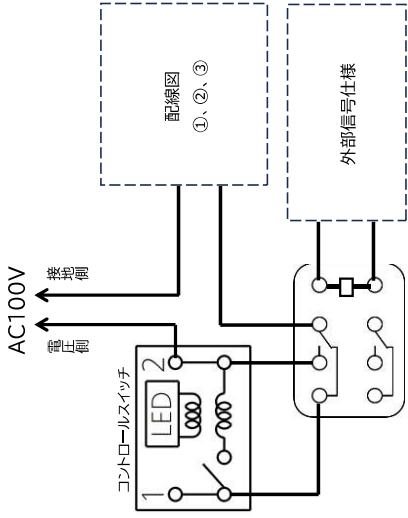 AC100V
接地側
電圧側
配線図
①、②、③
外部信号仕様
コントロールスイッチ
LED
1
2